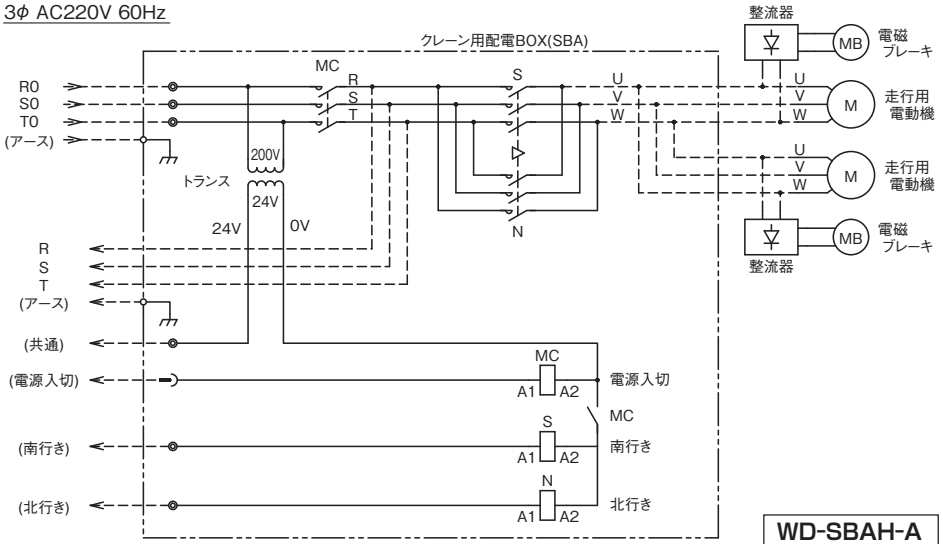 3φ AC220V 60Hz
クレーン用配電BOX(SBA)
整流器
MB
電磁
ブレーキ
R0
S0
T0
(アース)
MC
R
S
T
S
U
V
W
U
V
W
M
走行用
電動機
トランス
200V
24V
24V
0V
N
U
V
W
M
走行用
電動機
整流器
MB
電磁
ブレーキ
R
S
T
(アース)
(共通)
(電源入切)
MC
A1
A2
電源入切
MC
(南行き)
S
A1
A2
南行き
(北行き)
N
A1
A2
北行き
WD-SBAH-A